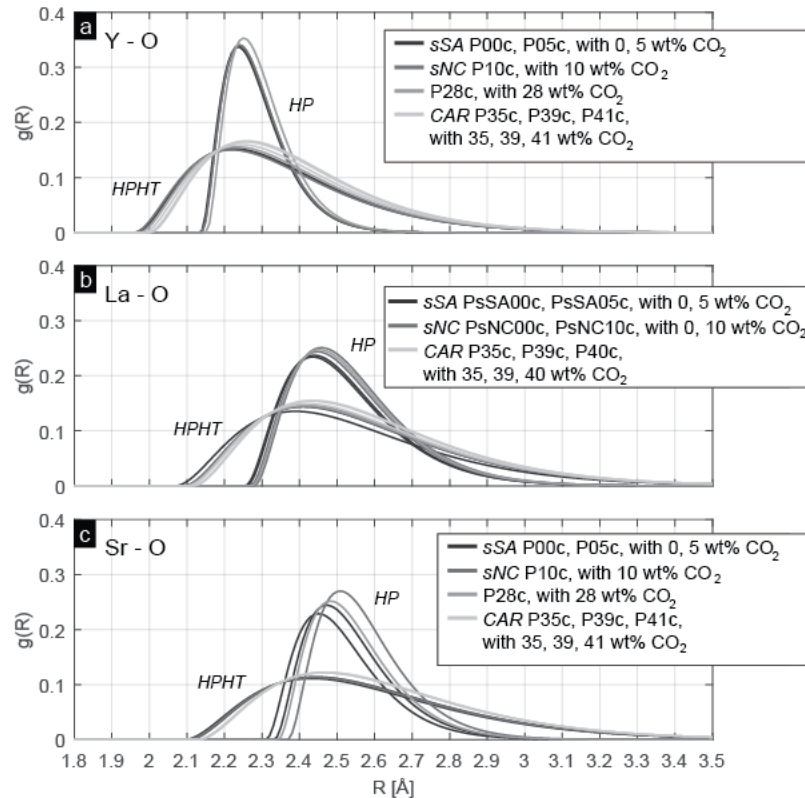 a
Y - O
sSA P00c, P05c, with 0, 5 wt% CO2
sNC P10c, with 10 wt% CO2
P28c, with 28 wt% CO2
CAR P35c, P39c, P41c,
with 35, 39, 41 wt% CO2
HP
HPHT
g(R)
0.4
0.3
0.2
0.1
0
b
La - O
sSA PsSA00c, PsSA05c, with 0, 5 wt% CO2
sNC PsNC00c, PsNC10c, with 0, 10 wt% CO2
CAR P35c, P39c, P40c,
with 35, 39, 40 wt% CO2
HP
HPHT
g(R)
0.4
0.3
0.2
0.1
0
c
Sr - O
sSA P00c, P05c, with 0, 5 wt% CO2
sNC P10c, with 10 wt% CO2
P28c, with 28 wt% CO2
CAR P35c, P39c, P41c,
with 35, 39, 41 wt% CO2
HP
HPHT
g(R)
0.4
0.3
0.2
0.1
0
1.8 1.9 2 2.1 2.2 2.3 2.4 2.5 2.6 2.7 2.8 2.9 3 3.1 3.2 3.3 3.4 3.5
R [Å]